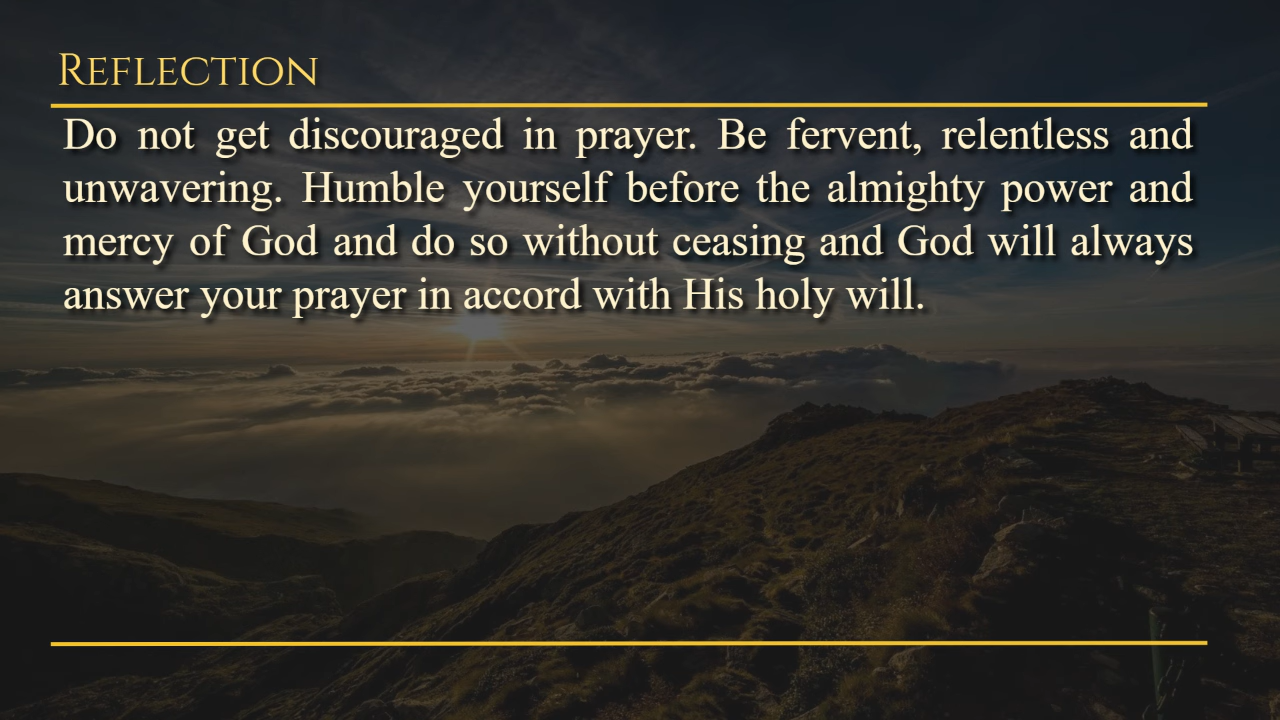 Reflection
Do not get discouraged in prayer. Be fervent, relentless and
unwavering. Humble yourself before the almighty power and
mercy of God and do so without ceasing and God will always
answer your prayer in accord with His holy will.